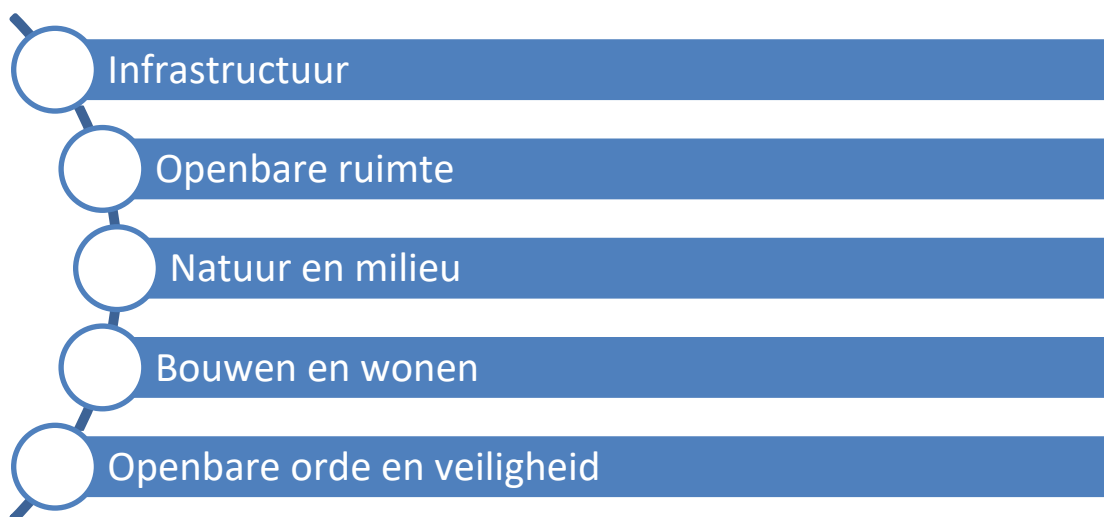 Infrastructuur
Openbare ruimte
Natuur en milieu
Bouwen en wonen
Openbare orde en veiligheid